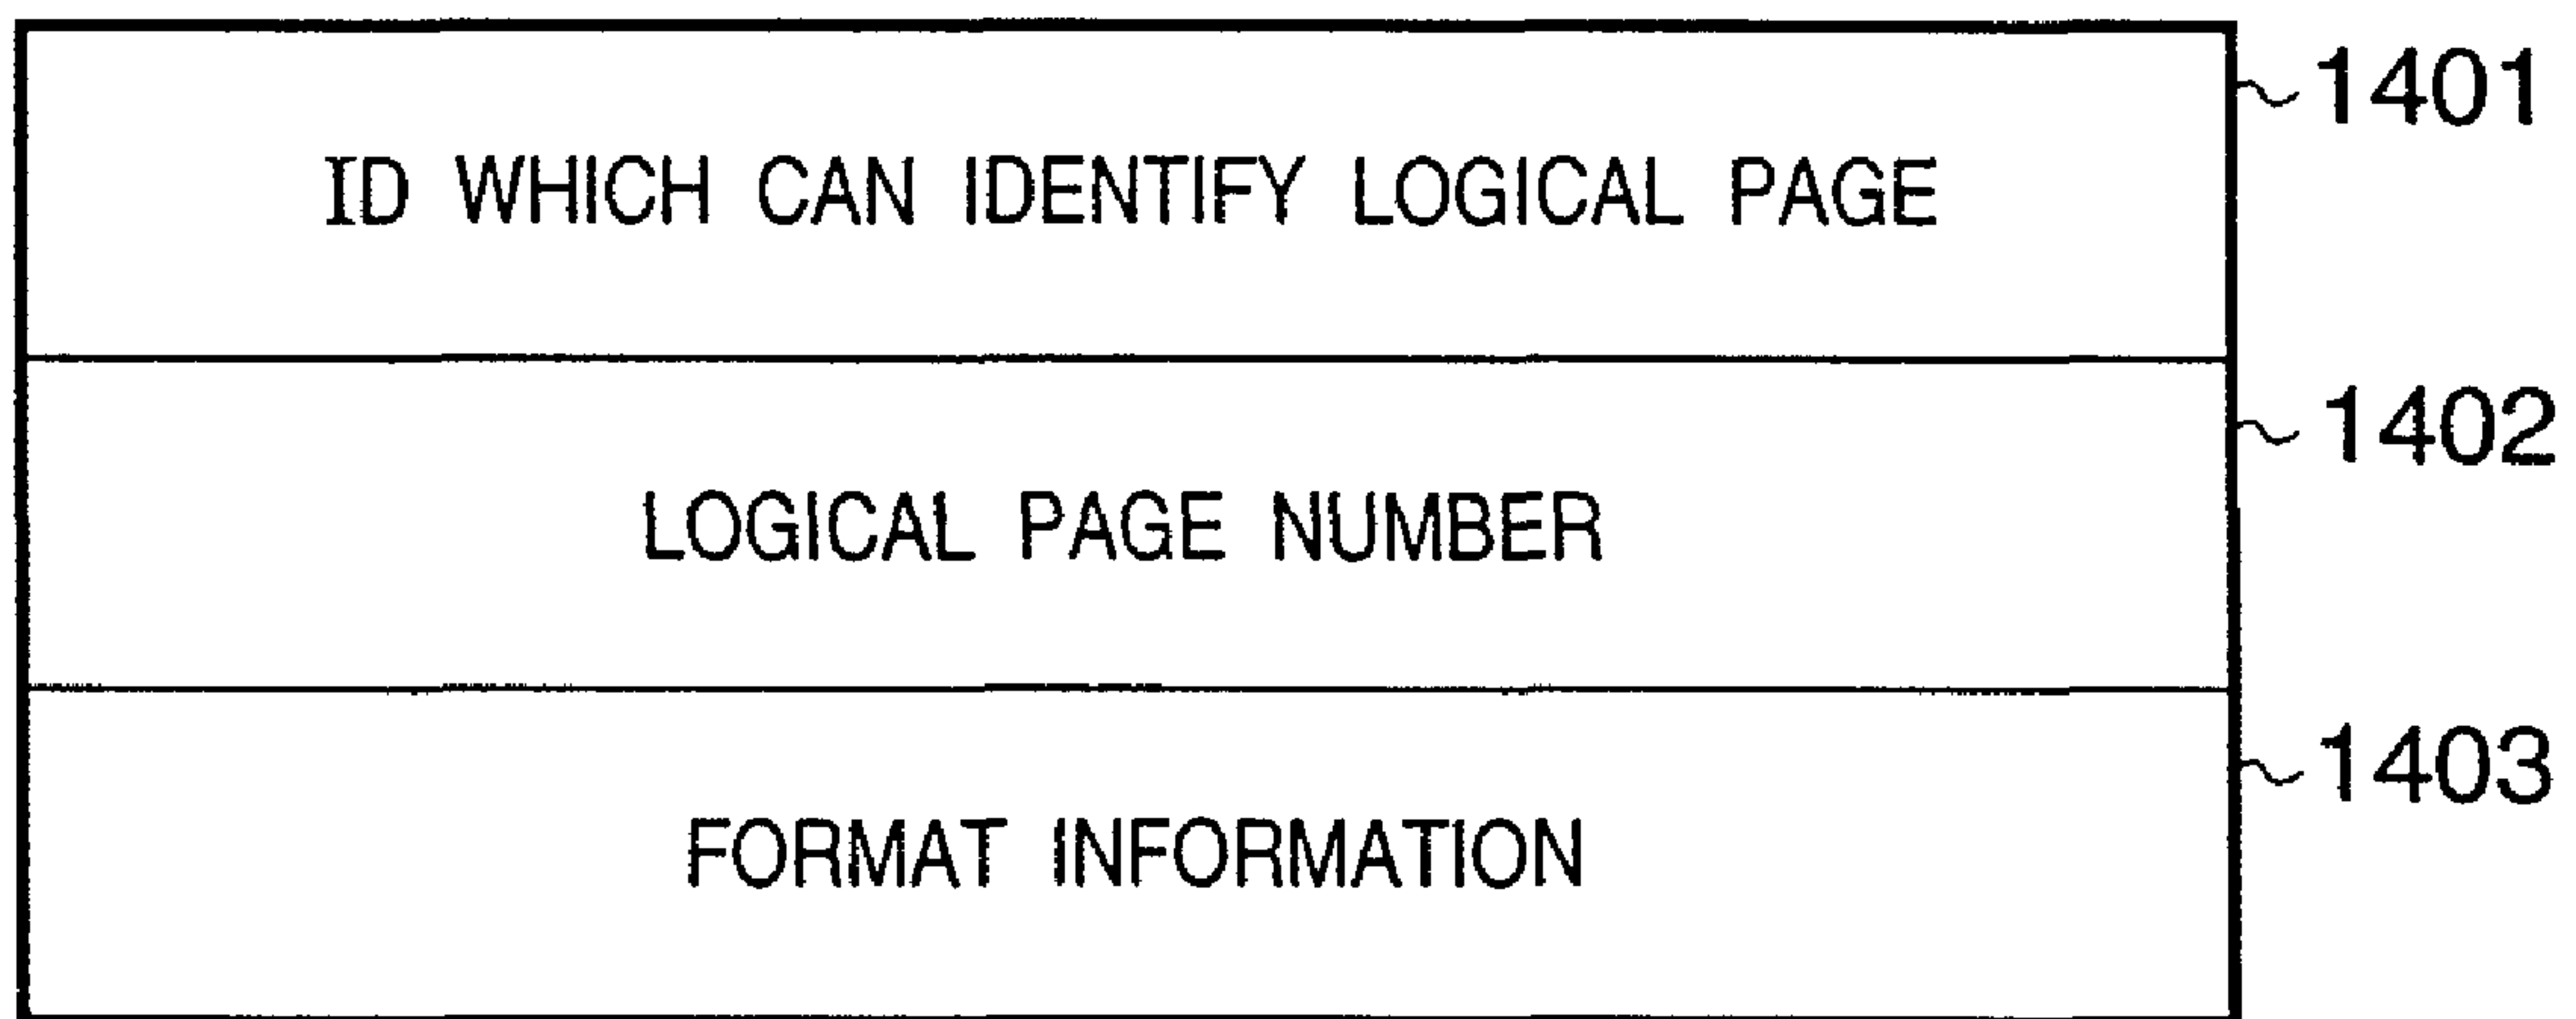 1401
ID WHICH CAN IDENTIFY LOGICAL PAGE
1402
LOGICAL PAGE NUMBER
1403
FORMAT INFORMATION